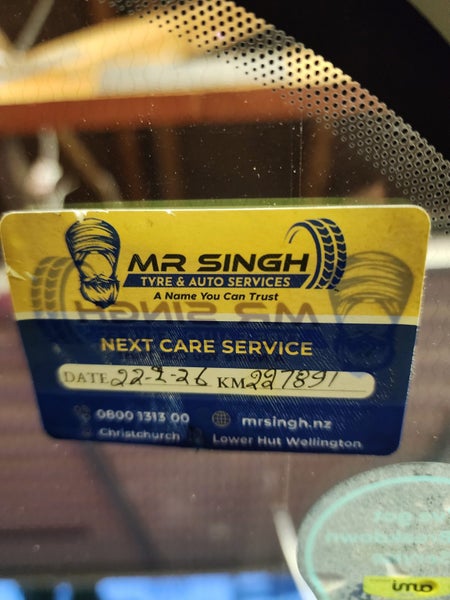 MR SINGH
TYRE & AUTO SERVICES
A Name You Can Trust
NEXT CARE SERVICE
DATE 22-2-26 KM 227891
0800 1313 00 mrsingh.nz
Christchurch Lower Hut Wellington